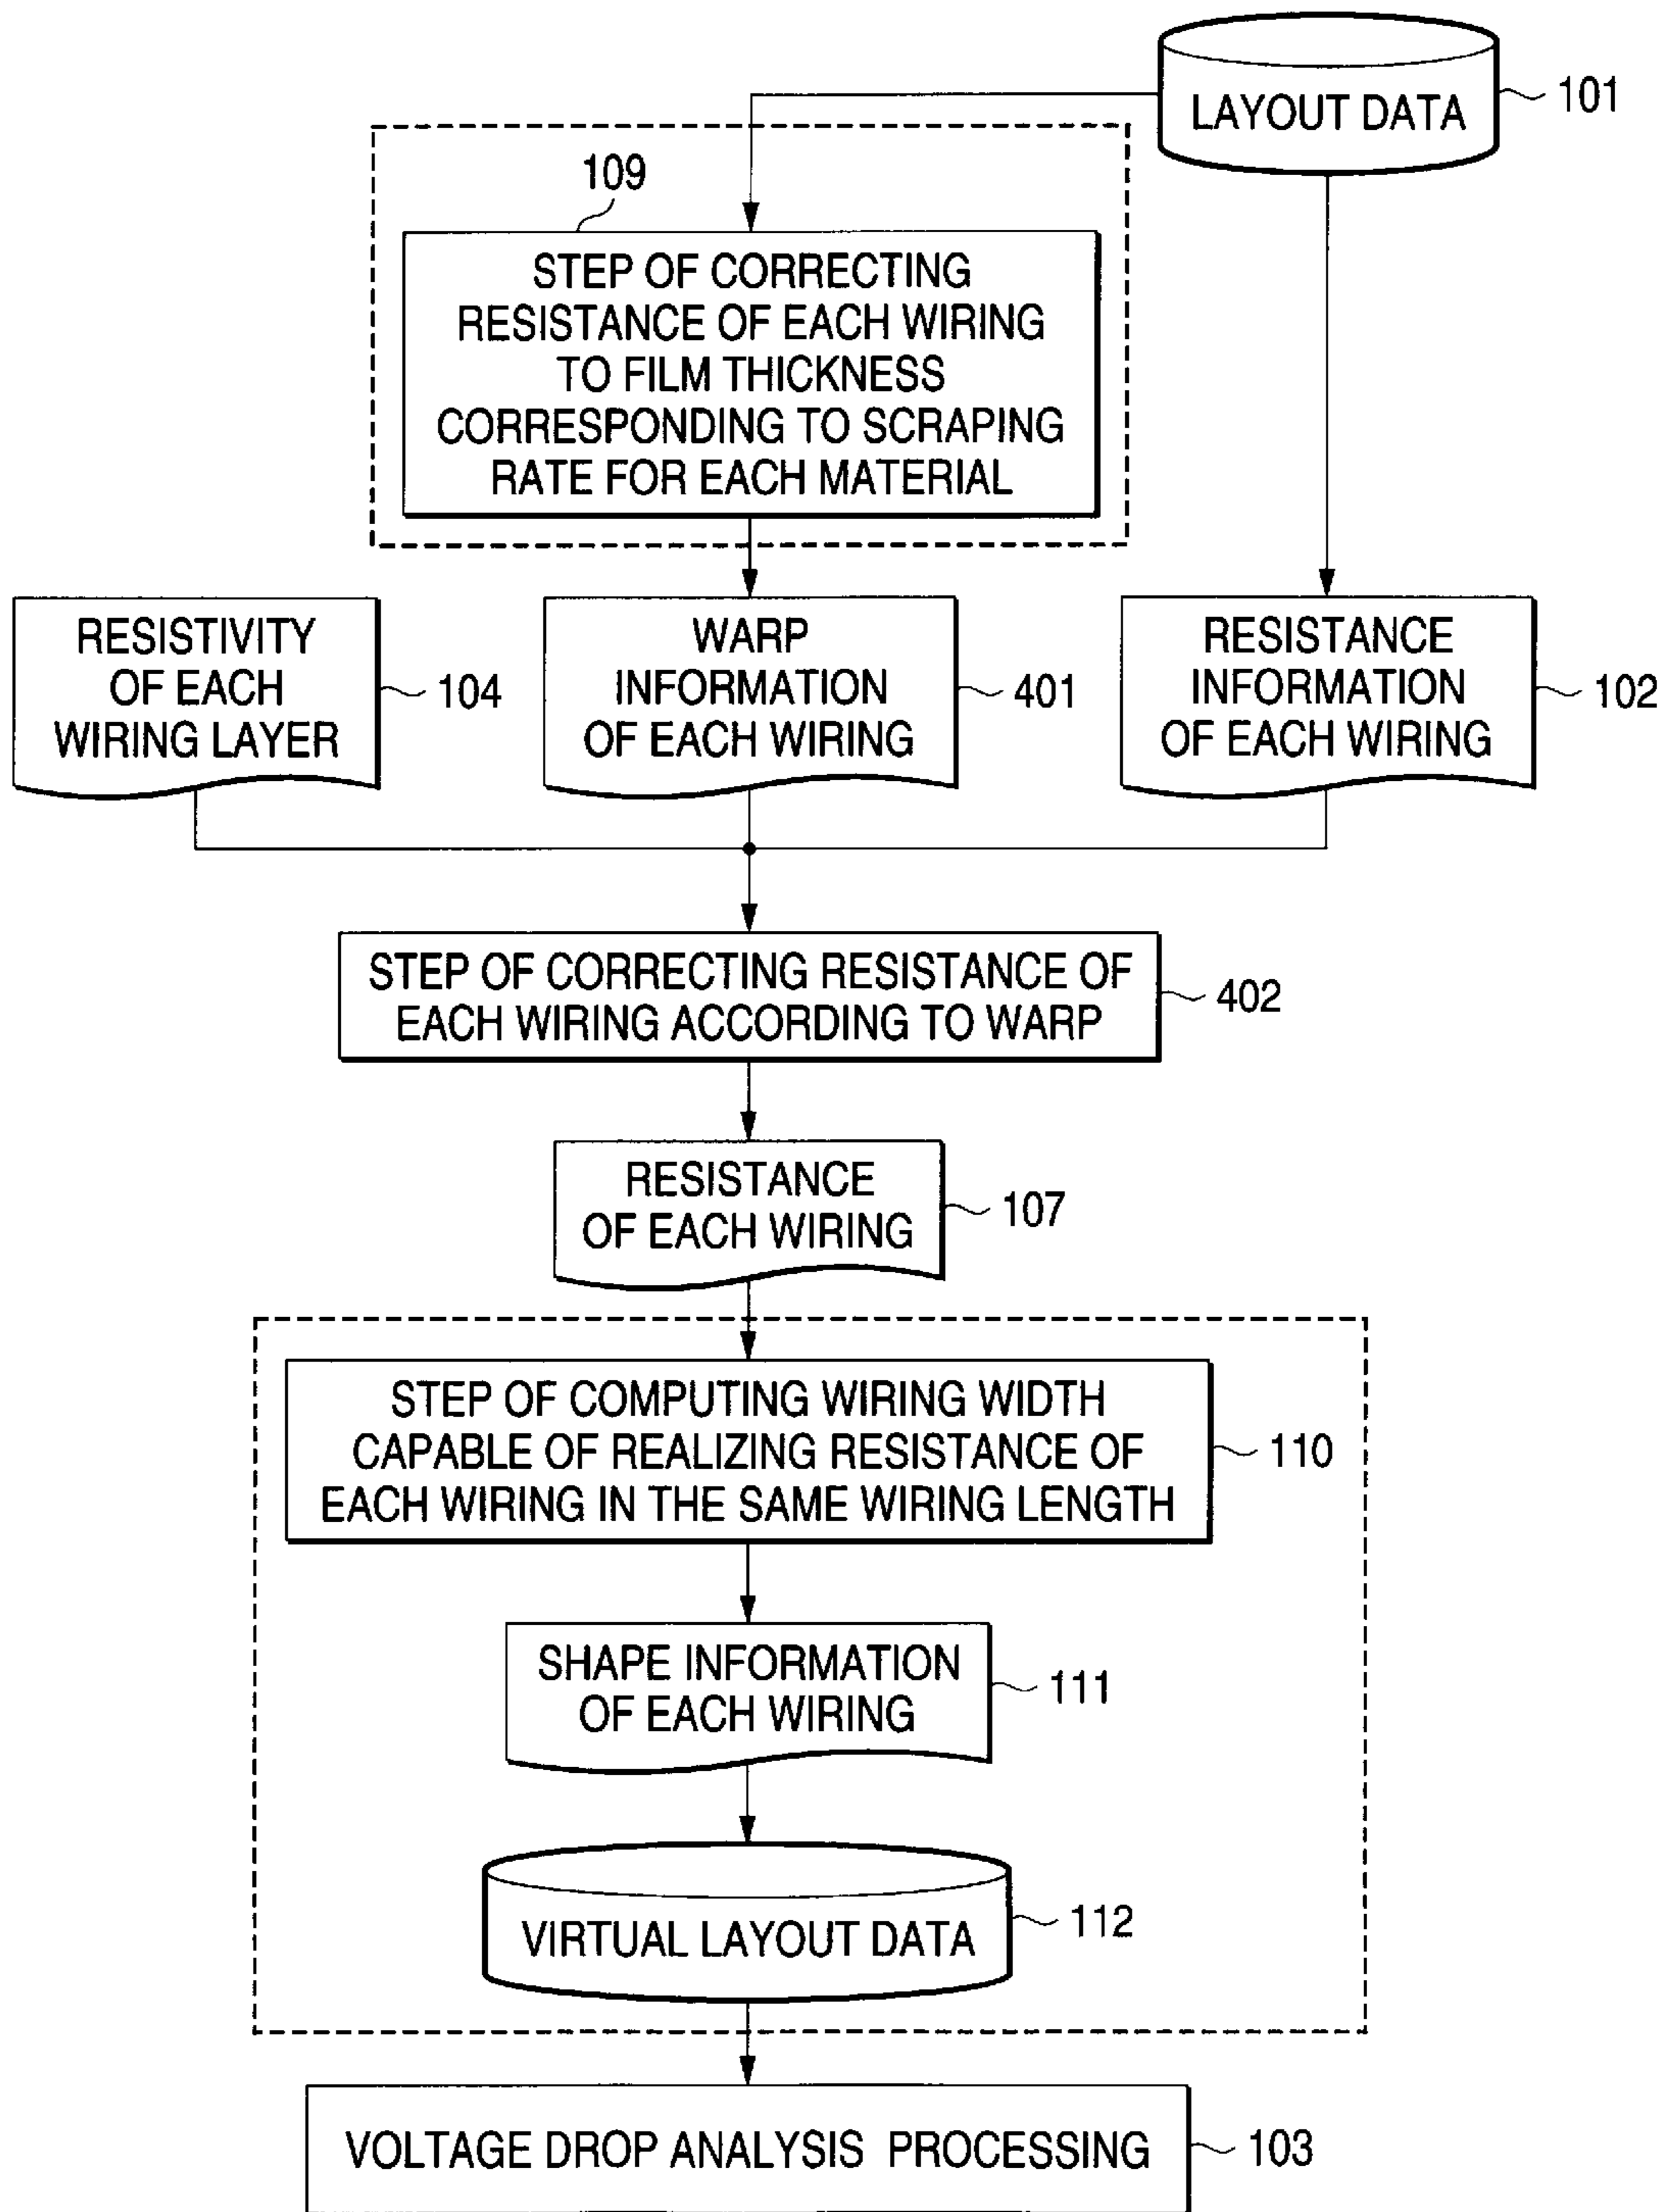 LAYOUT DATA
101
109
STEP OF CORRECTING
RESISTANCE OF EACH WIRING
TO FILM THICKNESS
CORRESPONDING TO SCRAPING
RATE FOR EACH MATERIAL
RESISTIVITY
OF EACH
WIRING LAYER
104
WARP
INFORMATION
OF EACH WIRING
401
RESISTANCE
INFORMATION
OF EACH WIRING
102
STEP OF CORRECTING RESISTANCE OF
EACH WIRING ACCORDING TO WARP
402
RESISTANCE
OF EACH WIRING
107
STEP OF COMPUTING WIRING WIDTH
CAPABLE OF REALIZING RESISTANCE OF
EACH WIRING IN THE SAME WIRING LENGTH
110
SHAPE INFORMATION
OF EACH WIRING
111
VIRTUAL LAYOUT DATA
112
VOLTAGE DROP ANALYSIS PROCESSING
103